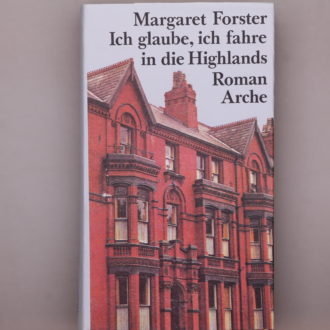 Margaret Forster
Ich glaube, ich fahre
in die Highlands
Roman
Arche